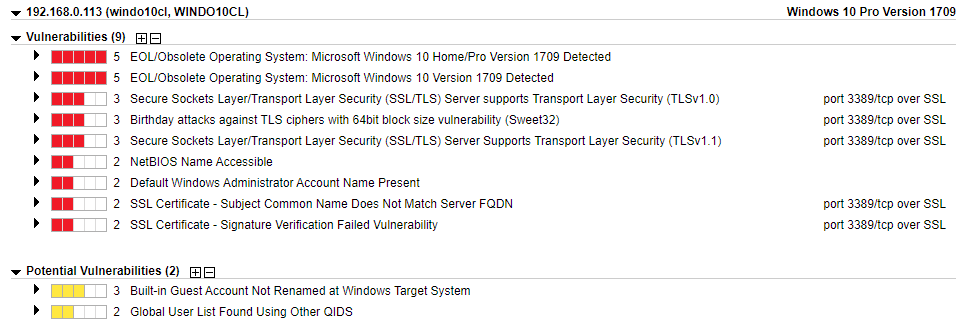 192.168.0.113 (windo10cl, WINDO10CL) Windows 10 Pro Version 1709
Vulnerabilities (9)
5 EOL/Obsolete Operating System: Microsoft Windows 10 Home/Pro Version 1709 Detected
5 EOL/Obsolete Operating System: Microsoft Windows 10 Version 1709 Detected
3 Secure Sockets Layer/Transport Layer Security (SSL/TLS) Server supports Transport Layer Security (TLSv1.0) port 3389/tcp over SSL
3 Birthday attacks against TLS ciphers with 64bit block size vulnerability (Sweet32) port 3389/tcp over SSL
3 Secure Sockets Layer/Transport Layer Security (SSL/TLS) Server Supports Transport Layer Security (TLSv1.1) port 3389/tcp over SSL
2 NetBIOS Name Accessible
2 Default Windows Administrator Account Name Present
2 SSL Certificate - Subject Common Name Does Not Match Server FQDN port 3389/tcp over SSL
2 SSL Certificate - Signature Verification Failed Vulnerability port 3389/tcp over SSL
Potential Vulnerabilities (2)
3 Built-in Guest Account Not Renamed at Windows Target System
2 Global User List Found Using Other QIDS